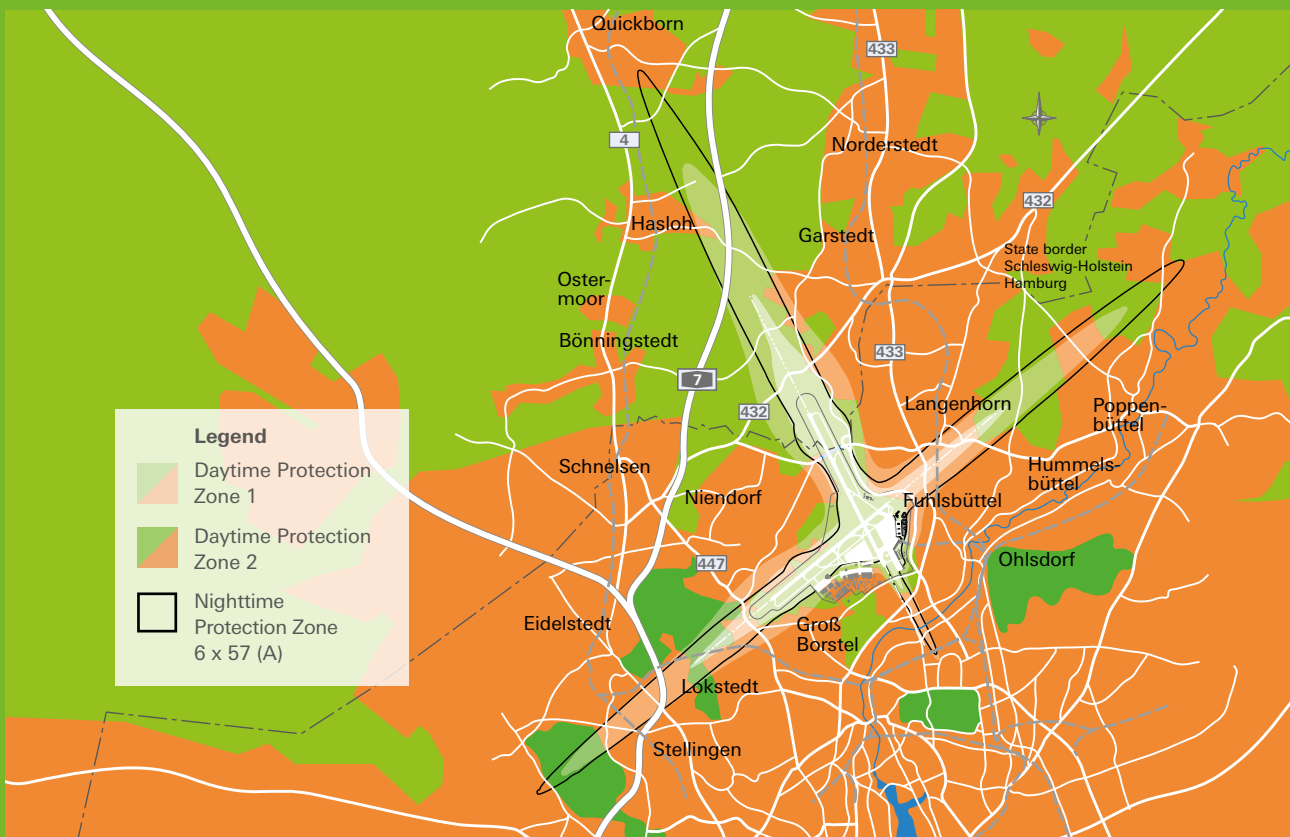 Quickborn
433
4
Norderstedt
432
Hasloh
Garstedt
State border
Schleswig-Holstein
Hamburg
Oster-
moor
Bönningstedt
433
7
432
Langenhorn
Poppen-
büttel
Legend
Daytime Protection
Zone 1
Daytime Protection
Zone 2
Nighttime
Protection Zone
6 x 57 (A)
Schnelsen
Niendorf
Hummels-
büttel
Fuhlsbüttel
447
Ohlsdorf
Eidelstedt
Groß
Borstel
Lokstedt
Stellingen